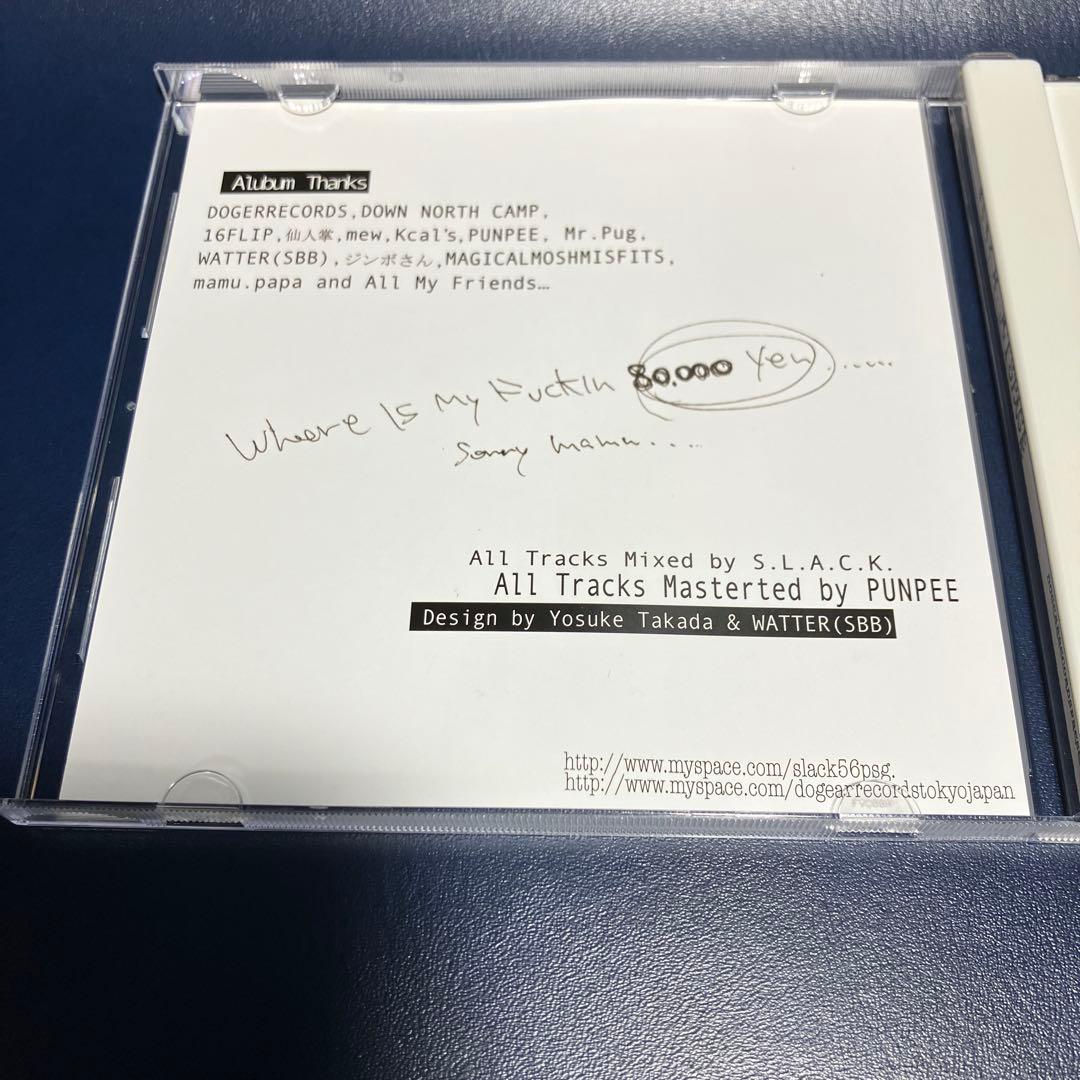 Alubum Thanks
DOGERRECORDS,DOWN NORTH CAMP,
16FLIP,仙人掌,mew,Kcal's,PUNPEE, Mr.Pug,
WATTER(SBB),ジンボさん,MAGICALMOSHMISFITS,
mamu.papa and All My Friends…
Where Is My Fuckin 80.000 Yen......
Sorry mamu.....
All Tracks Mixed by S.L.A.C.K.
All Tracks Masterted by PUNPEE
Design by Yosuke Takada & WATTER(SBB)
http://www.myspace.com/slack56psg.
http://www.myspace.com/dogearrecordstokyojapan